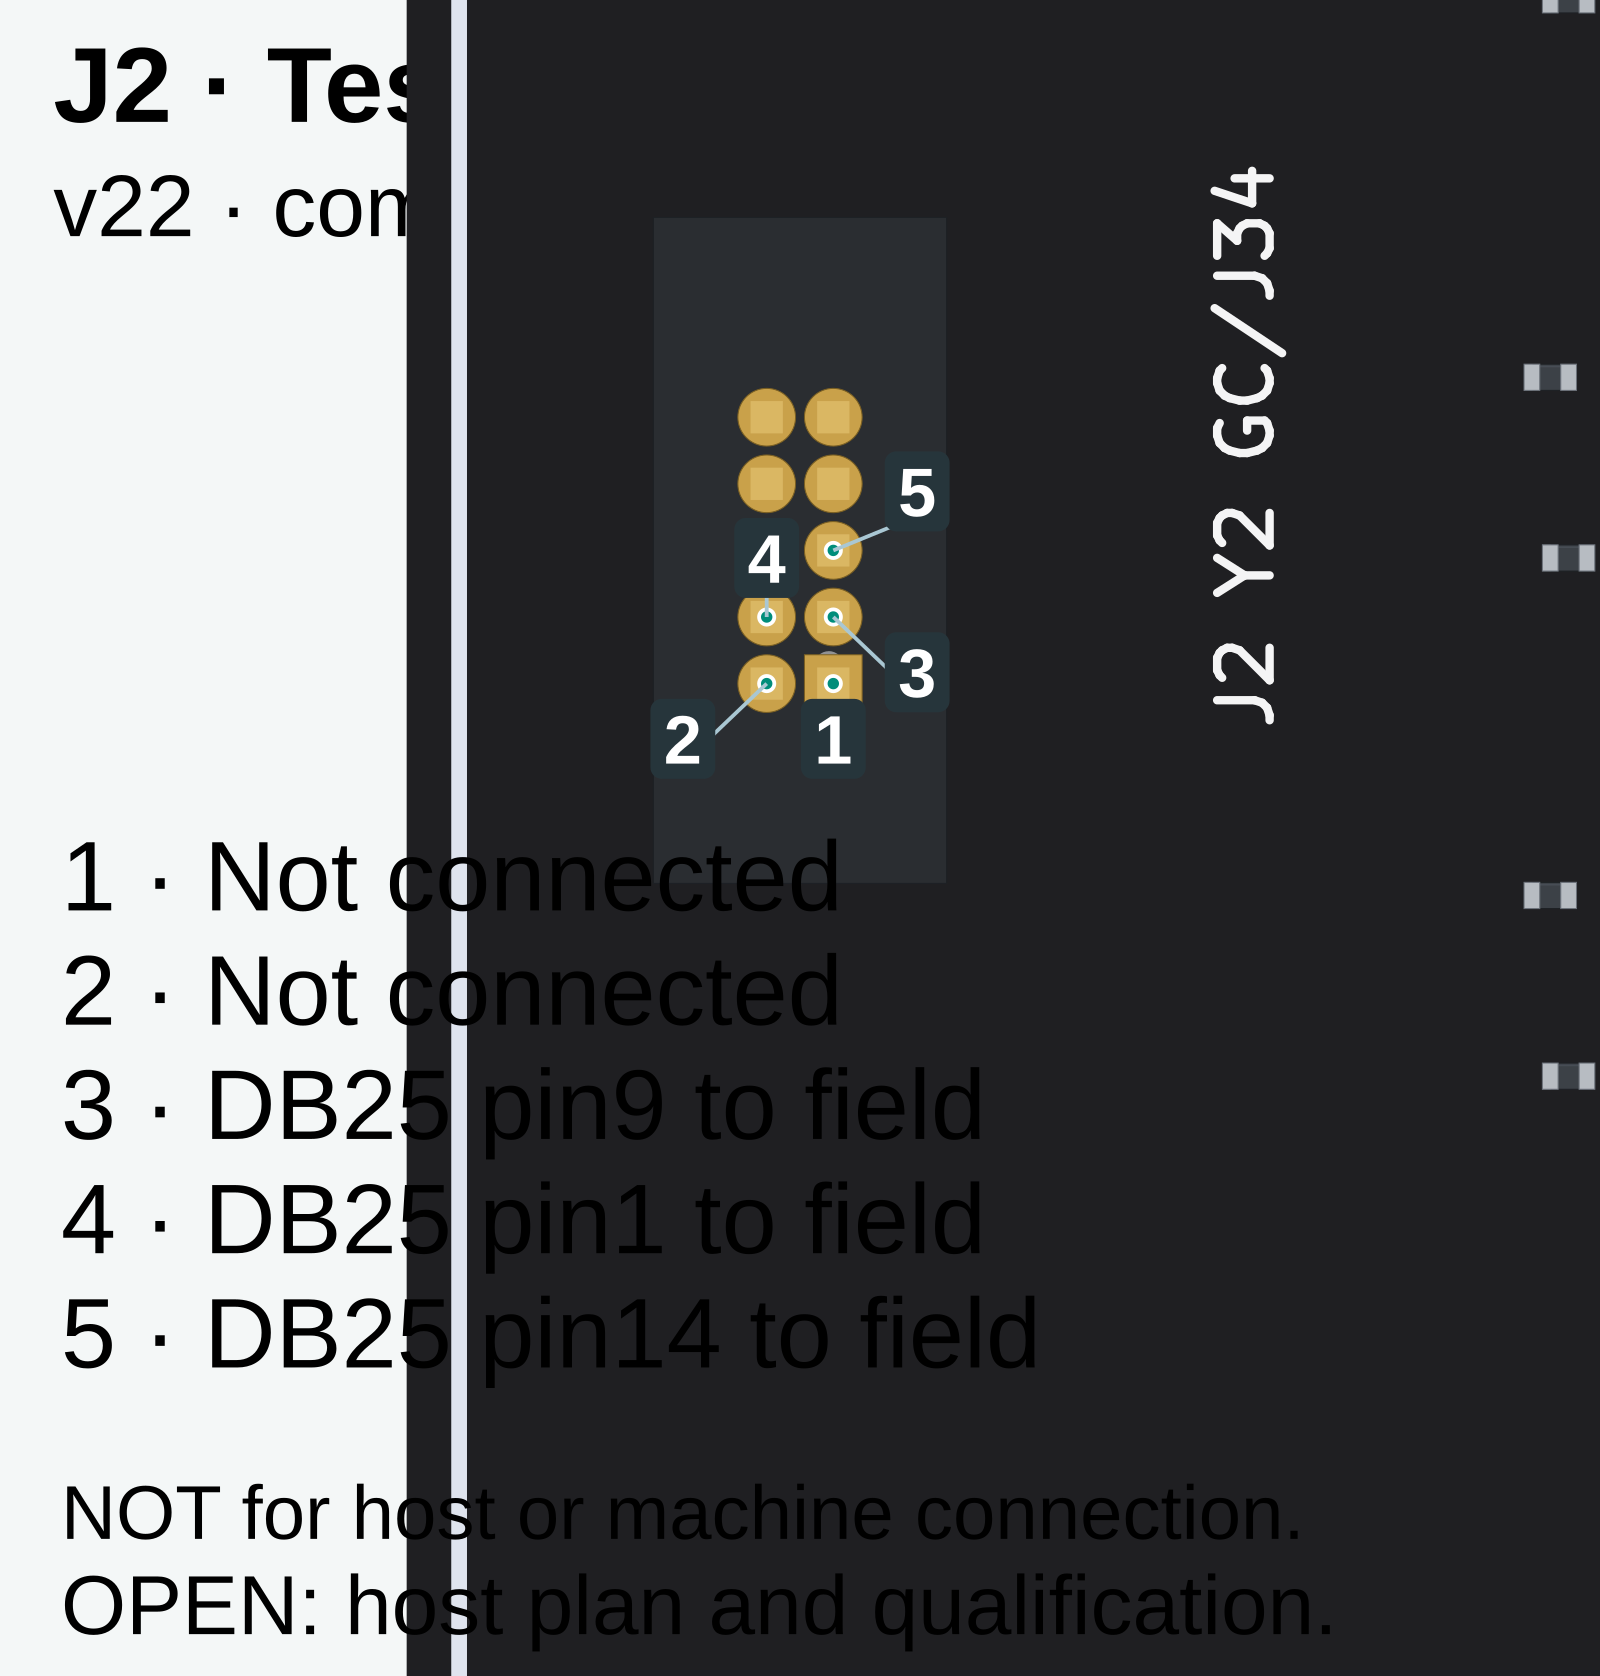 J2 · Tes
v22 · com
J2 Y2 GC/J34
5
4
3
2
1
1 · Not connected
2 · Not connected
3 · DB25 pin9 to field
4 · DB25 pin1 to field
5 · DB25 pin14 to field
NOT for host or machine connection.
OPEN: host plan and qualification.